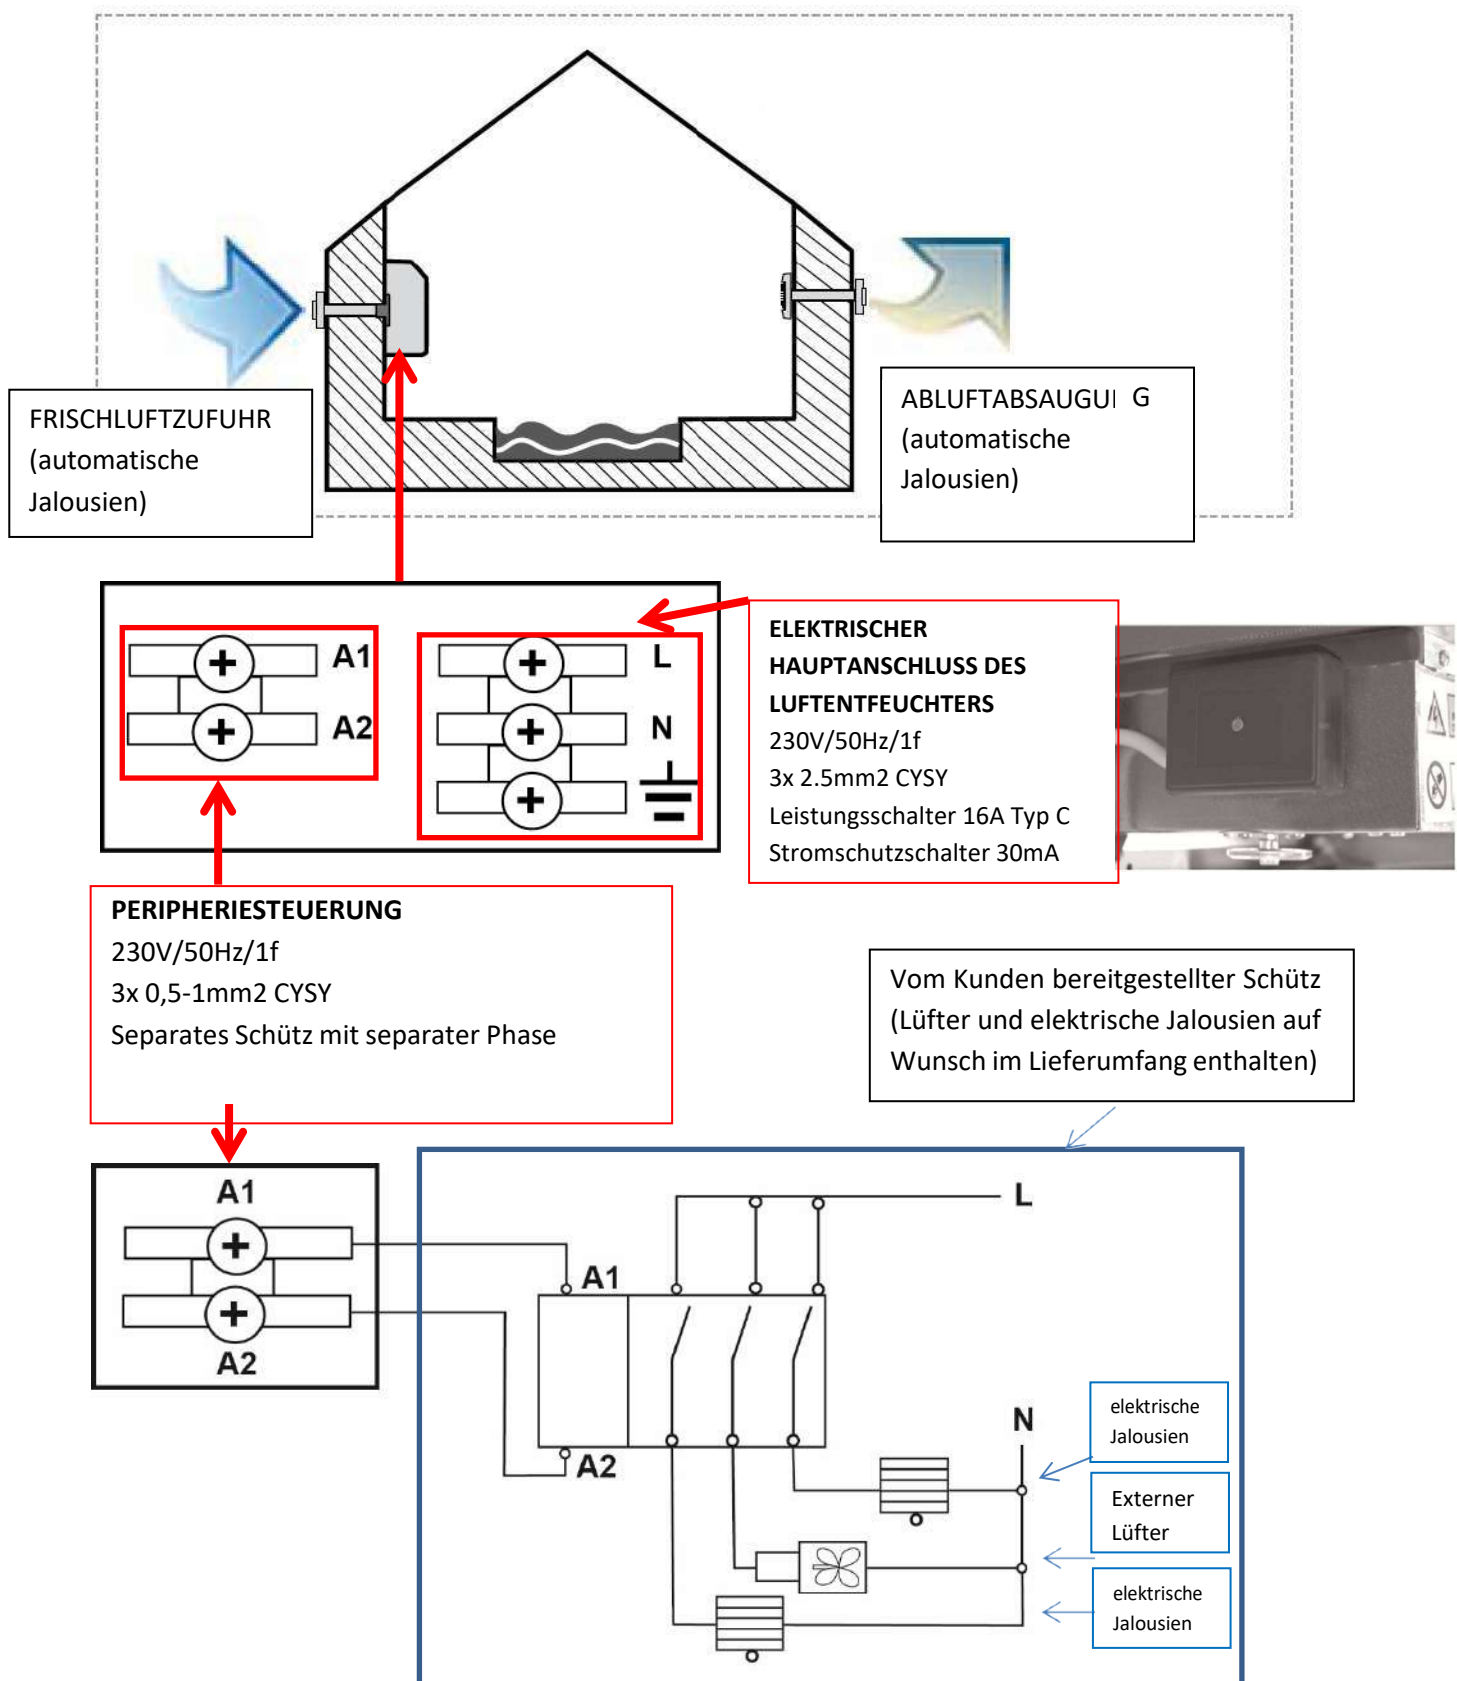 FRISCHLUFTZUFUHR
(automatische
Jalousien)
ABLUFTABSAUGU G
(automatische
Jalousien)
A1
A2
L
N
ELEKTRISCHER
HAUPTANSCHLUSS DES
LUFTENTFEUCHTERS
230V/50Hz/1f
3x 2.5mm2 CYSY
Leistungsschalter 16A Typ C
Stromschutzschalter 30mA
PERIPHERIESTEUERUNG
230V/50Hz/1f
3x 0,5-1mm2 CYSY
Separates Schütz mit separater Phase
Vom Kunden bereitgestellter Schütz
(Lüfter und elektrische Jalousien auf
Wunsch im Lieferumfang enthalten)
A1
A2
L
A1
A2
N
elektrische
Jalousien
Externer
Lüfter
elektrische
Jalousien